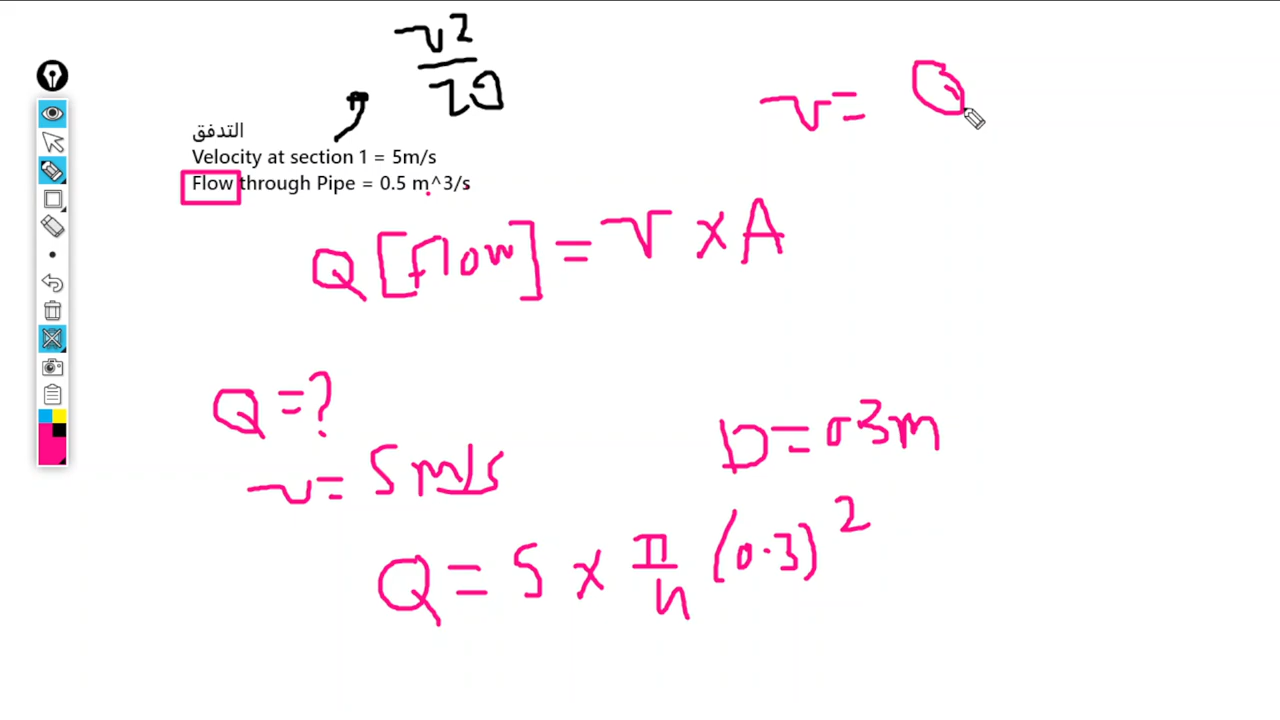 v2
2g
التدفق
Velocity at section 1 = 5m/s
Flow through Pipe = 0.5 m^3/s
v = Q
Q [flow] = v × A
Q = ?
v = 5 m/s
D = 0.3m
Q = 5 × π/4 (0.3)²